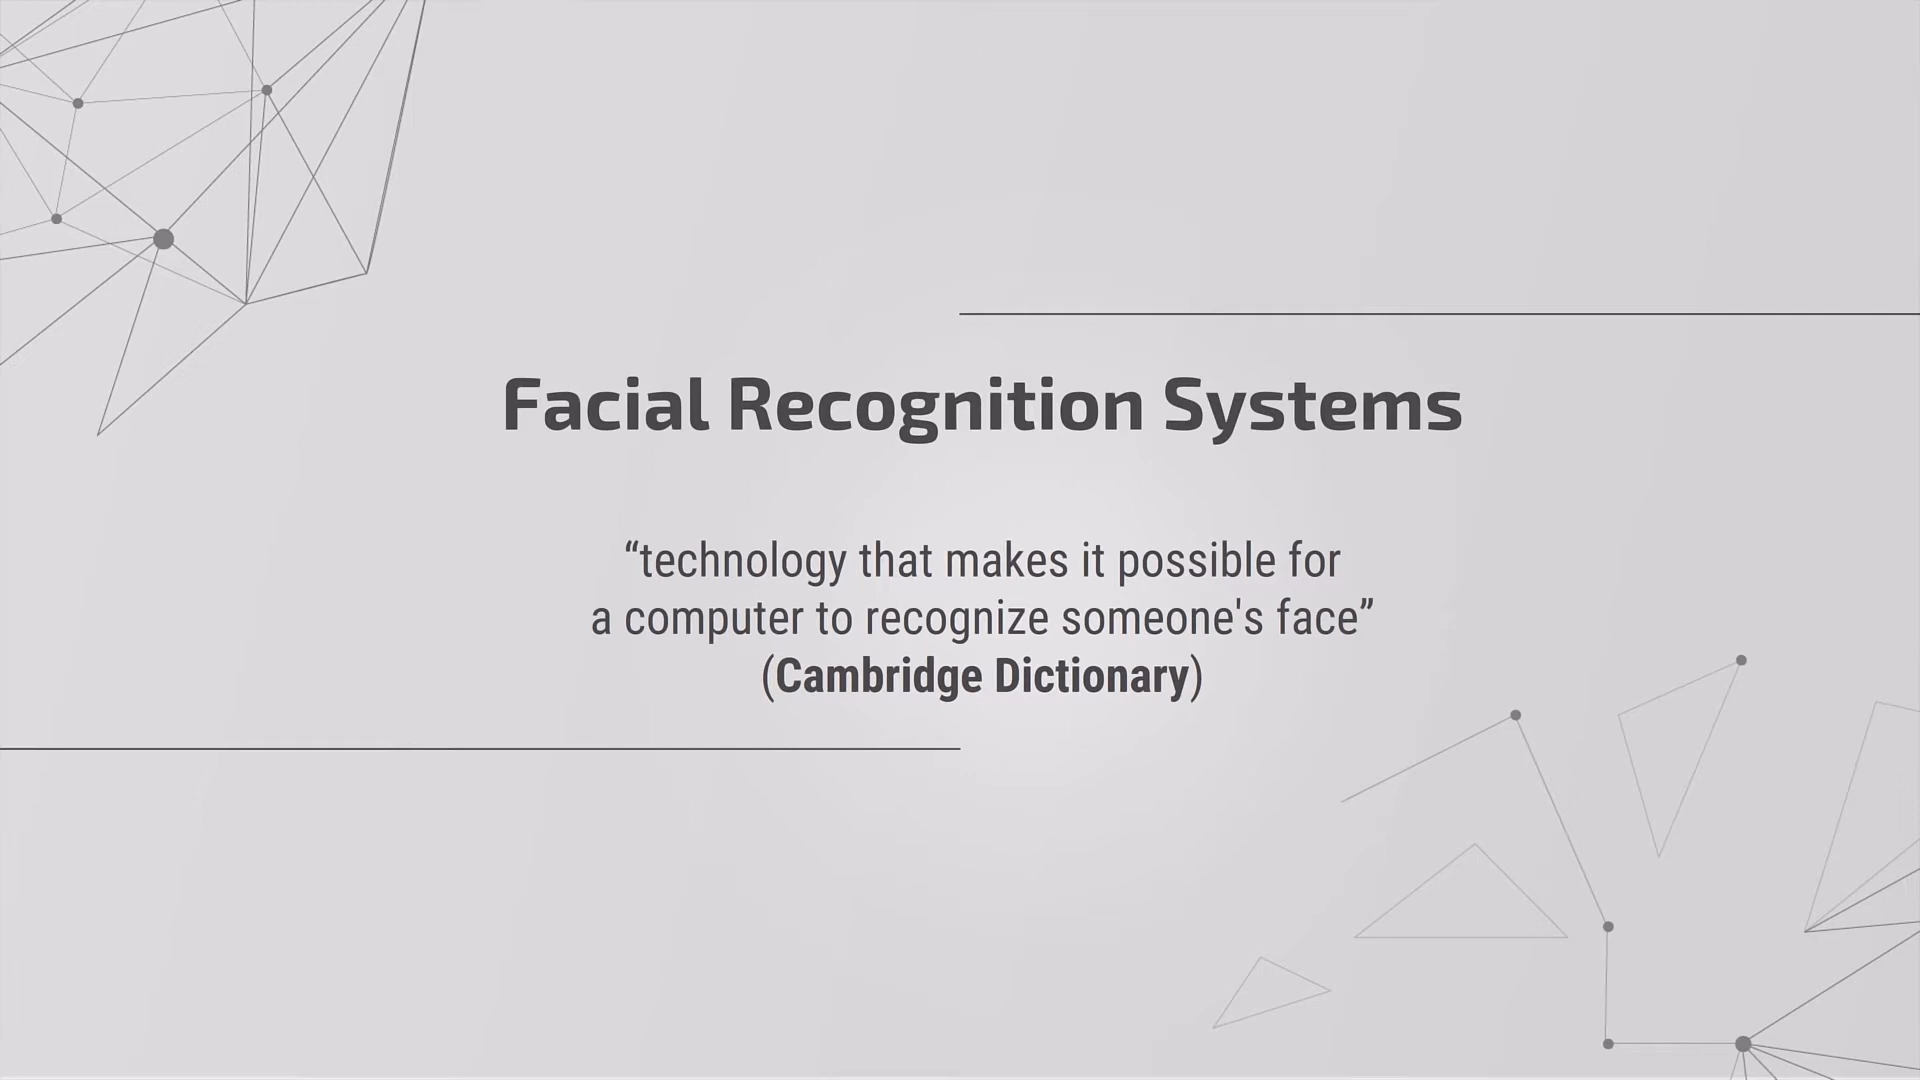 Facial Recognition Systems
“technology that makes it possible for
a computer to recognize someone's face”
(Cambridge Dictionary)